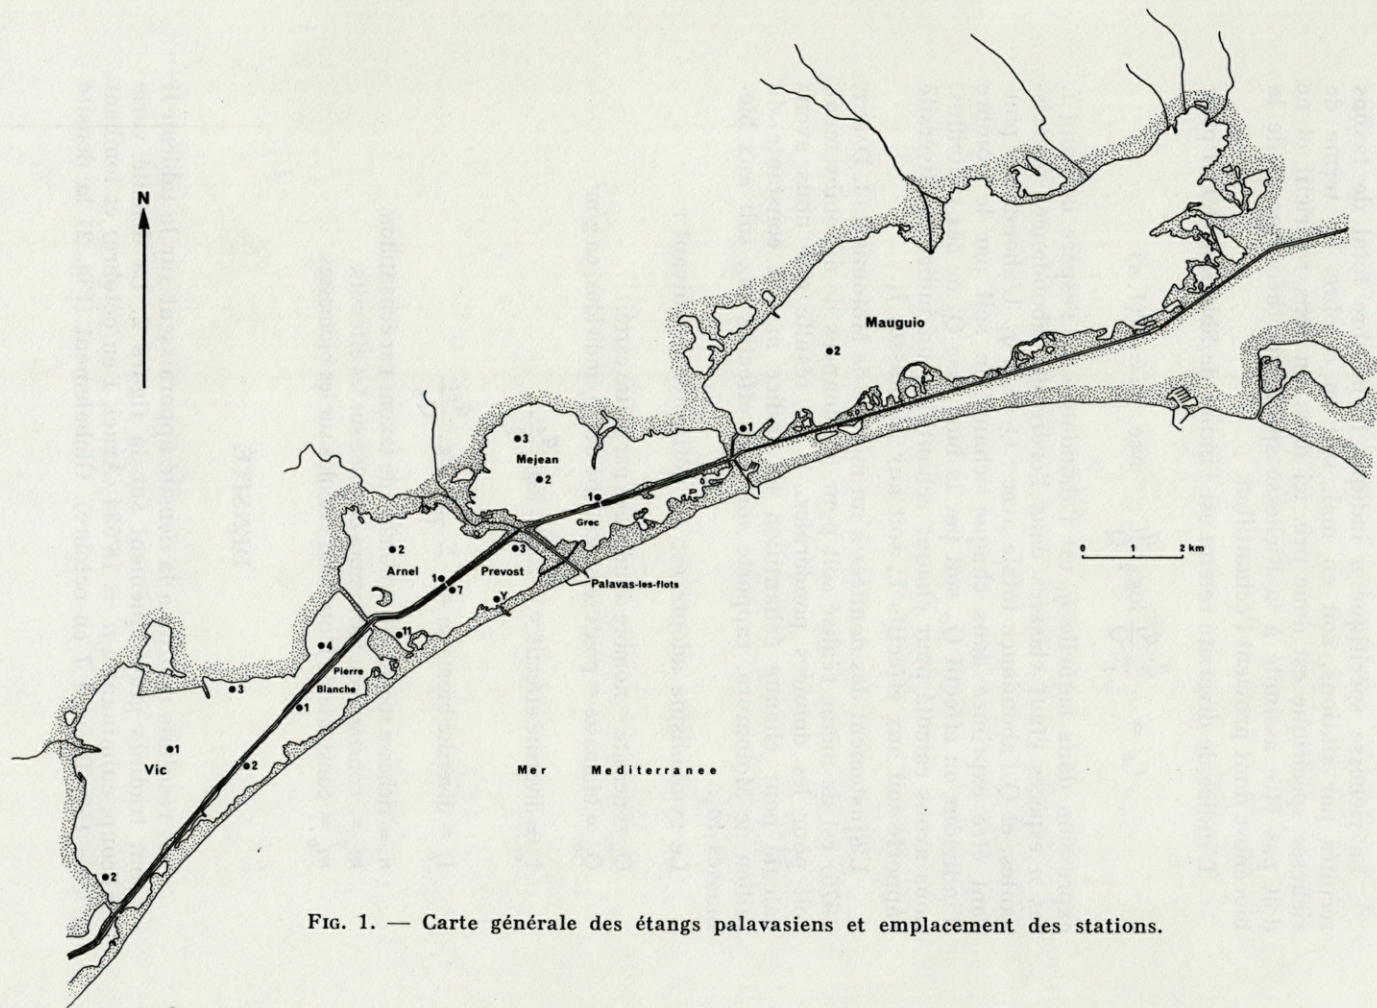 N
Mauguio
2
1
3
Mejean
2
1
Grec
0 1 2 km
2
Arnel
3
1
Prevost
7
Y
Palavas-les-flots
11
4
Pierre
Blanche
3
1
1
Vic
2
Mer Mediterranee
2
FIG. 1. — Carte générale des étangs palavasiens et emplacement des stations.